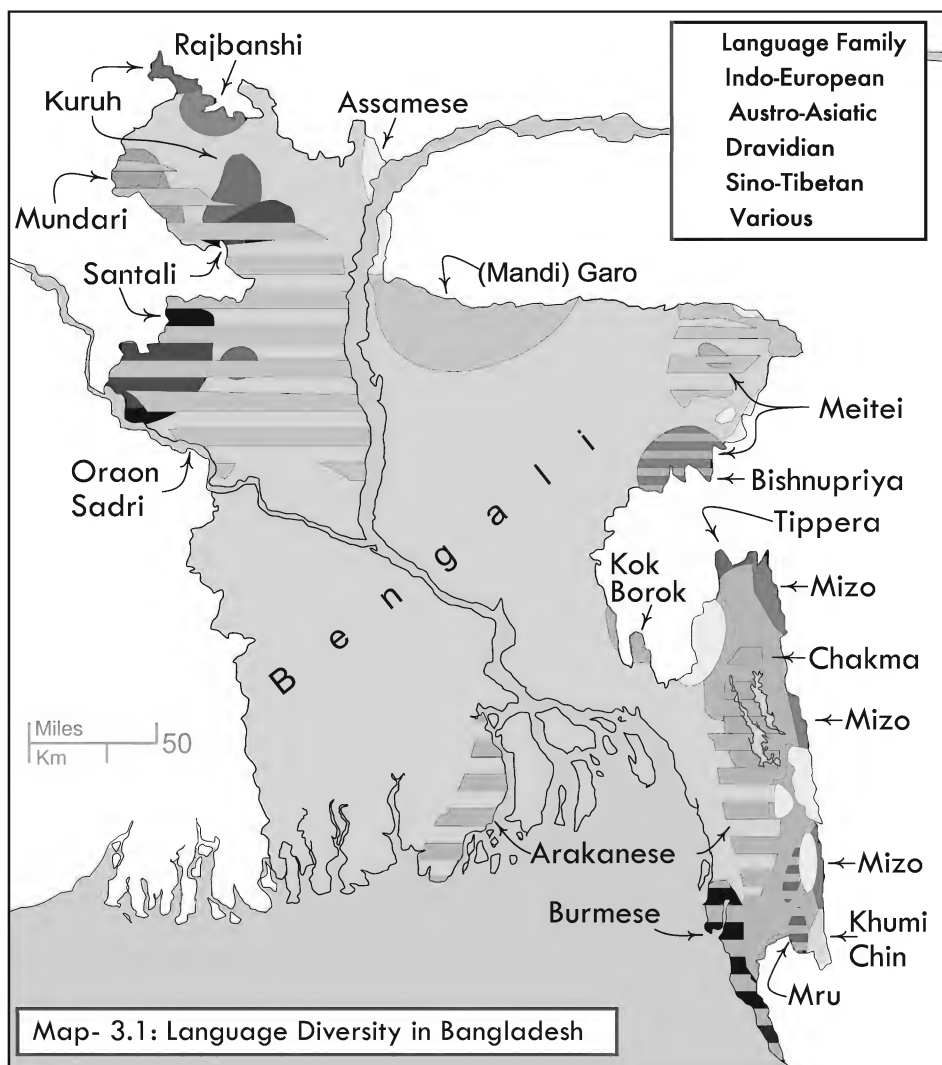 Rajbanshi
Kuruh
Assamese
Mundari
Santali
(Mandi) Garo
Language Family
Indo-European
Austro-Asiatic
Dravidian
Sino-Tibetan
Various
Meitei
Oraon
Sadri
Bishnupriya
Tippera
Bengali
Kok
Borok
Mizo
Chakma
Mizo
Miles
Km
50
Arakanese
Mizo
Burmese
Khumi
Chin
Mru
Map- 3.1: Language Diversity in Bangladesh